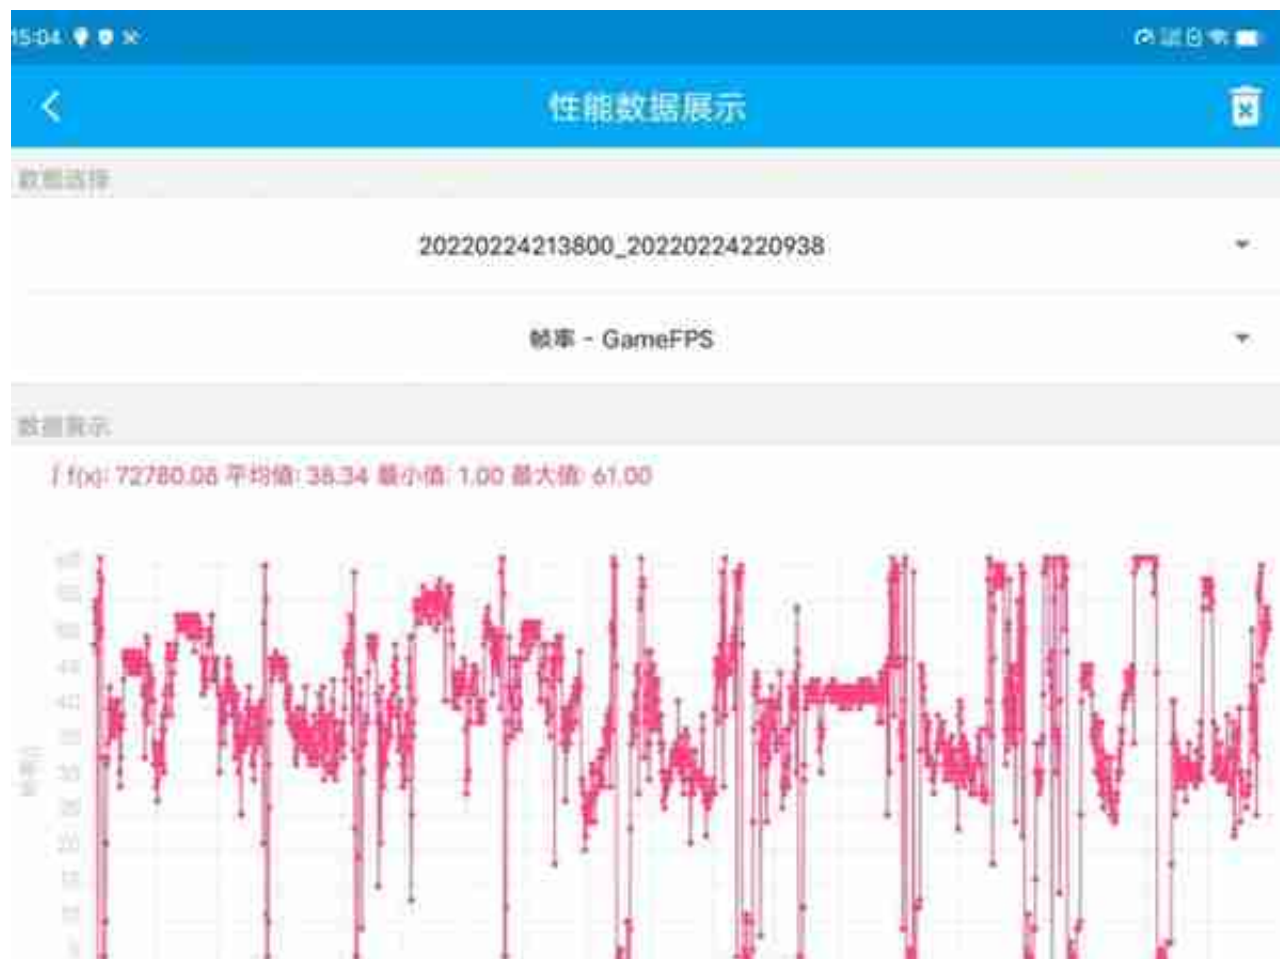 15:04
性能数据展示
数据选择
20220224213800_20220224220938
帧率 - GameFPS
数据展示
∫ f(x): 72780.08 平均值: 38.34 最小值: 1.00 最大值: 61.00
40